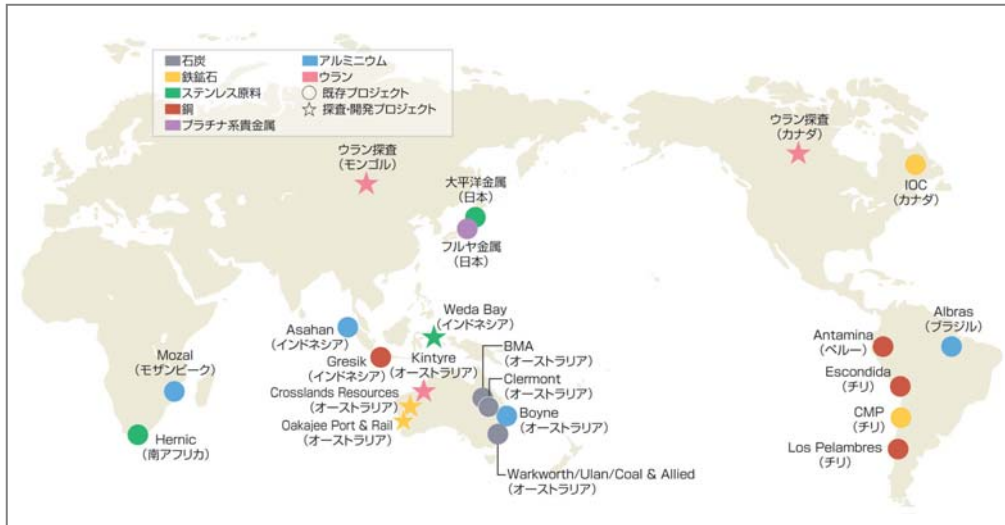 石炭
鉄鉱石
ステンレス原料
銅
プラチナ系貴金属
アルミニウム
ウラン
既存プロジェクト
探査・開発プロジェクト
ウラン探査
(モンゴル)
大平洋金属
(日本)
フルヤ金属
(日本)
ウラン探査
(カナダ)
IOC
(カナダ)
Weda Bay
(インドネシア)
Asahan
(インドネシア)
Gresik
(インドネシア)
Kintyre
(オーストラリア)
BMA
(オーストラリア)
Clermont
(オーストラリア)
Crosslands Resources
(オーストラリア)
Oakajee Port & Rail
(オーストラリア)
Boyne
(オーストラリア)
Warkworth/Ulan/Coal & Allied
(オーストラリア)
Mozal
(モザンビーク)
Hernic
(南アフリカ)
Albras
(ブラジル)
Antamina
(ペルー)
Escondida
(チリ)
CMP
(チリ)
Los Pelambres
(チリ)